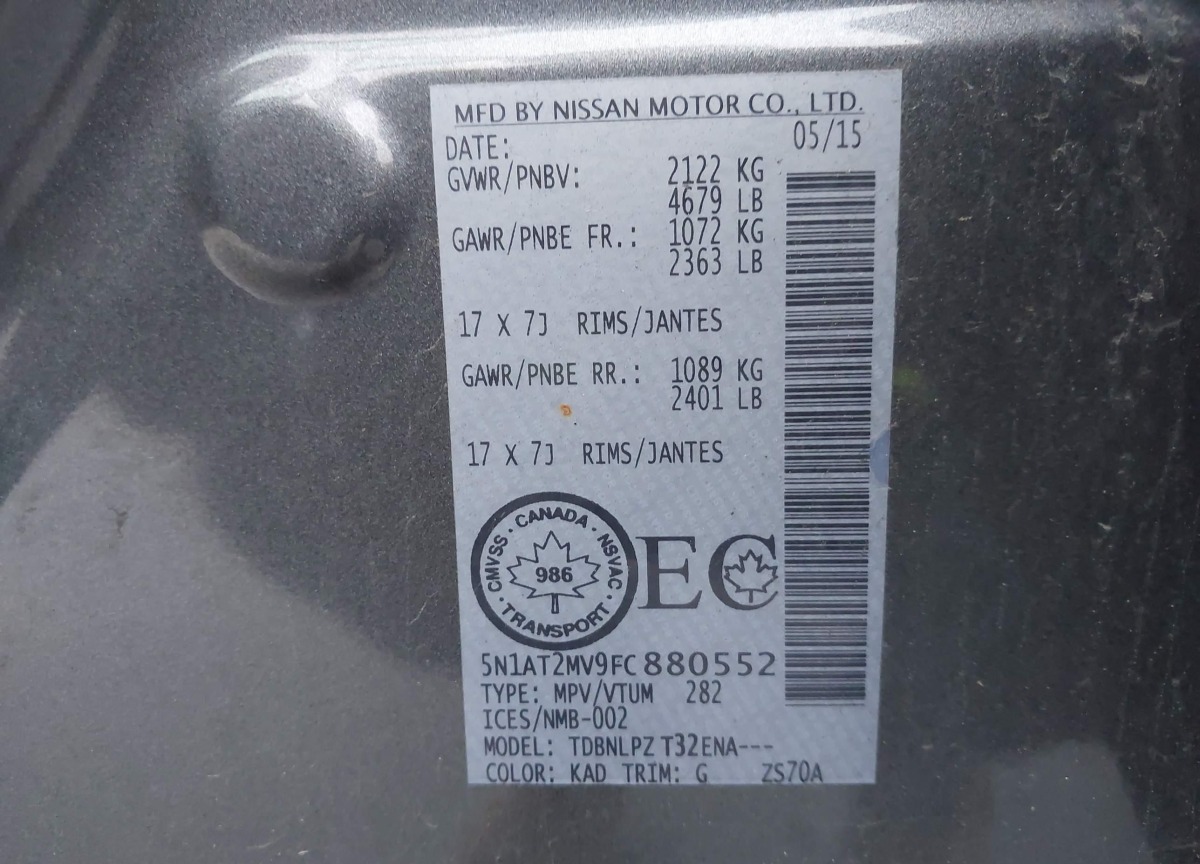 MFD BY NISSAN MOTOR CO., LTD.
DATE: 05/15
GVWR/PNBV: 2122 KG
4679 LB
GAWR/PNBE FR.: 1072 KG
2363 LB
17 X 7J RIMS/JANTES
GAWR/PNBE RR.: 1089 KG
2401 LB
17 X 7J RIMS/JANTES
CMVSS · CANADA · NSVAC · TRANSPORT ·
986
EC
5N1AT2MV9FC880552
TYPE: MPV/VTUM 282
ICES/NMB-002
MODEL: TDBNLPZ T32ENA---
COLOR: KAD TRIM: G ZS70A